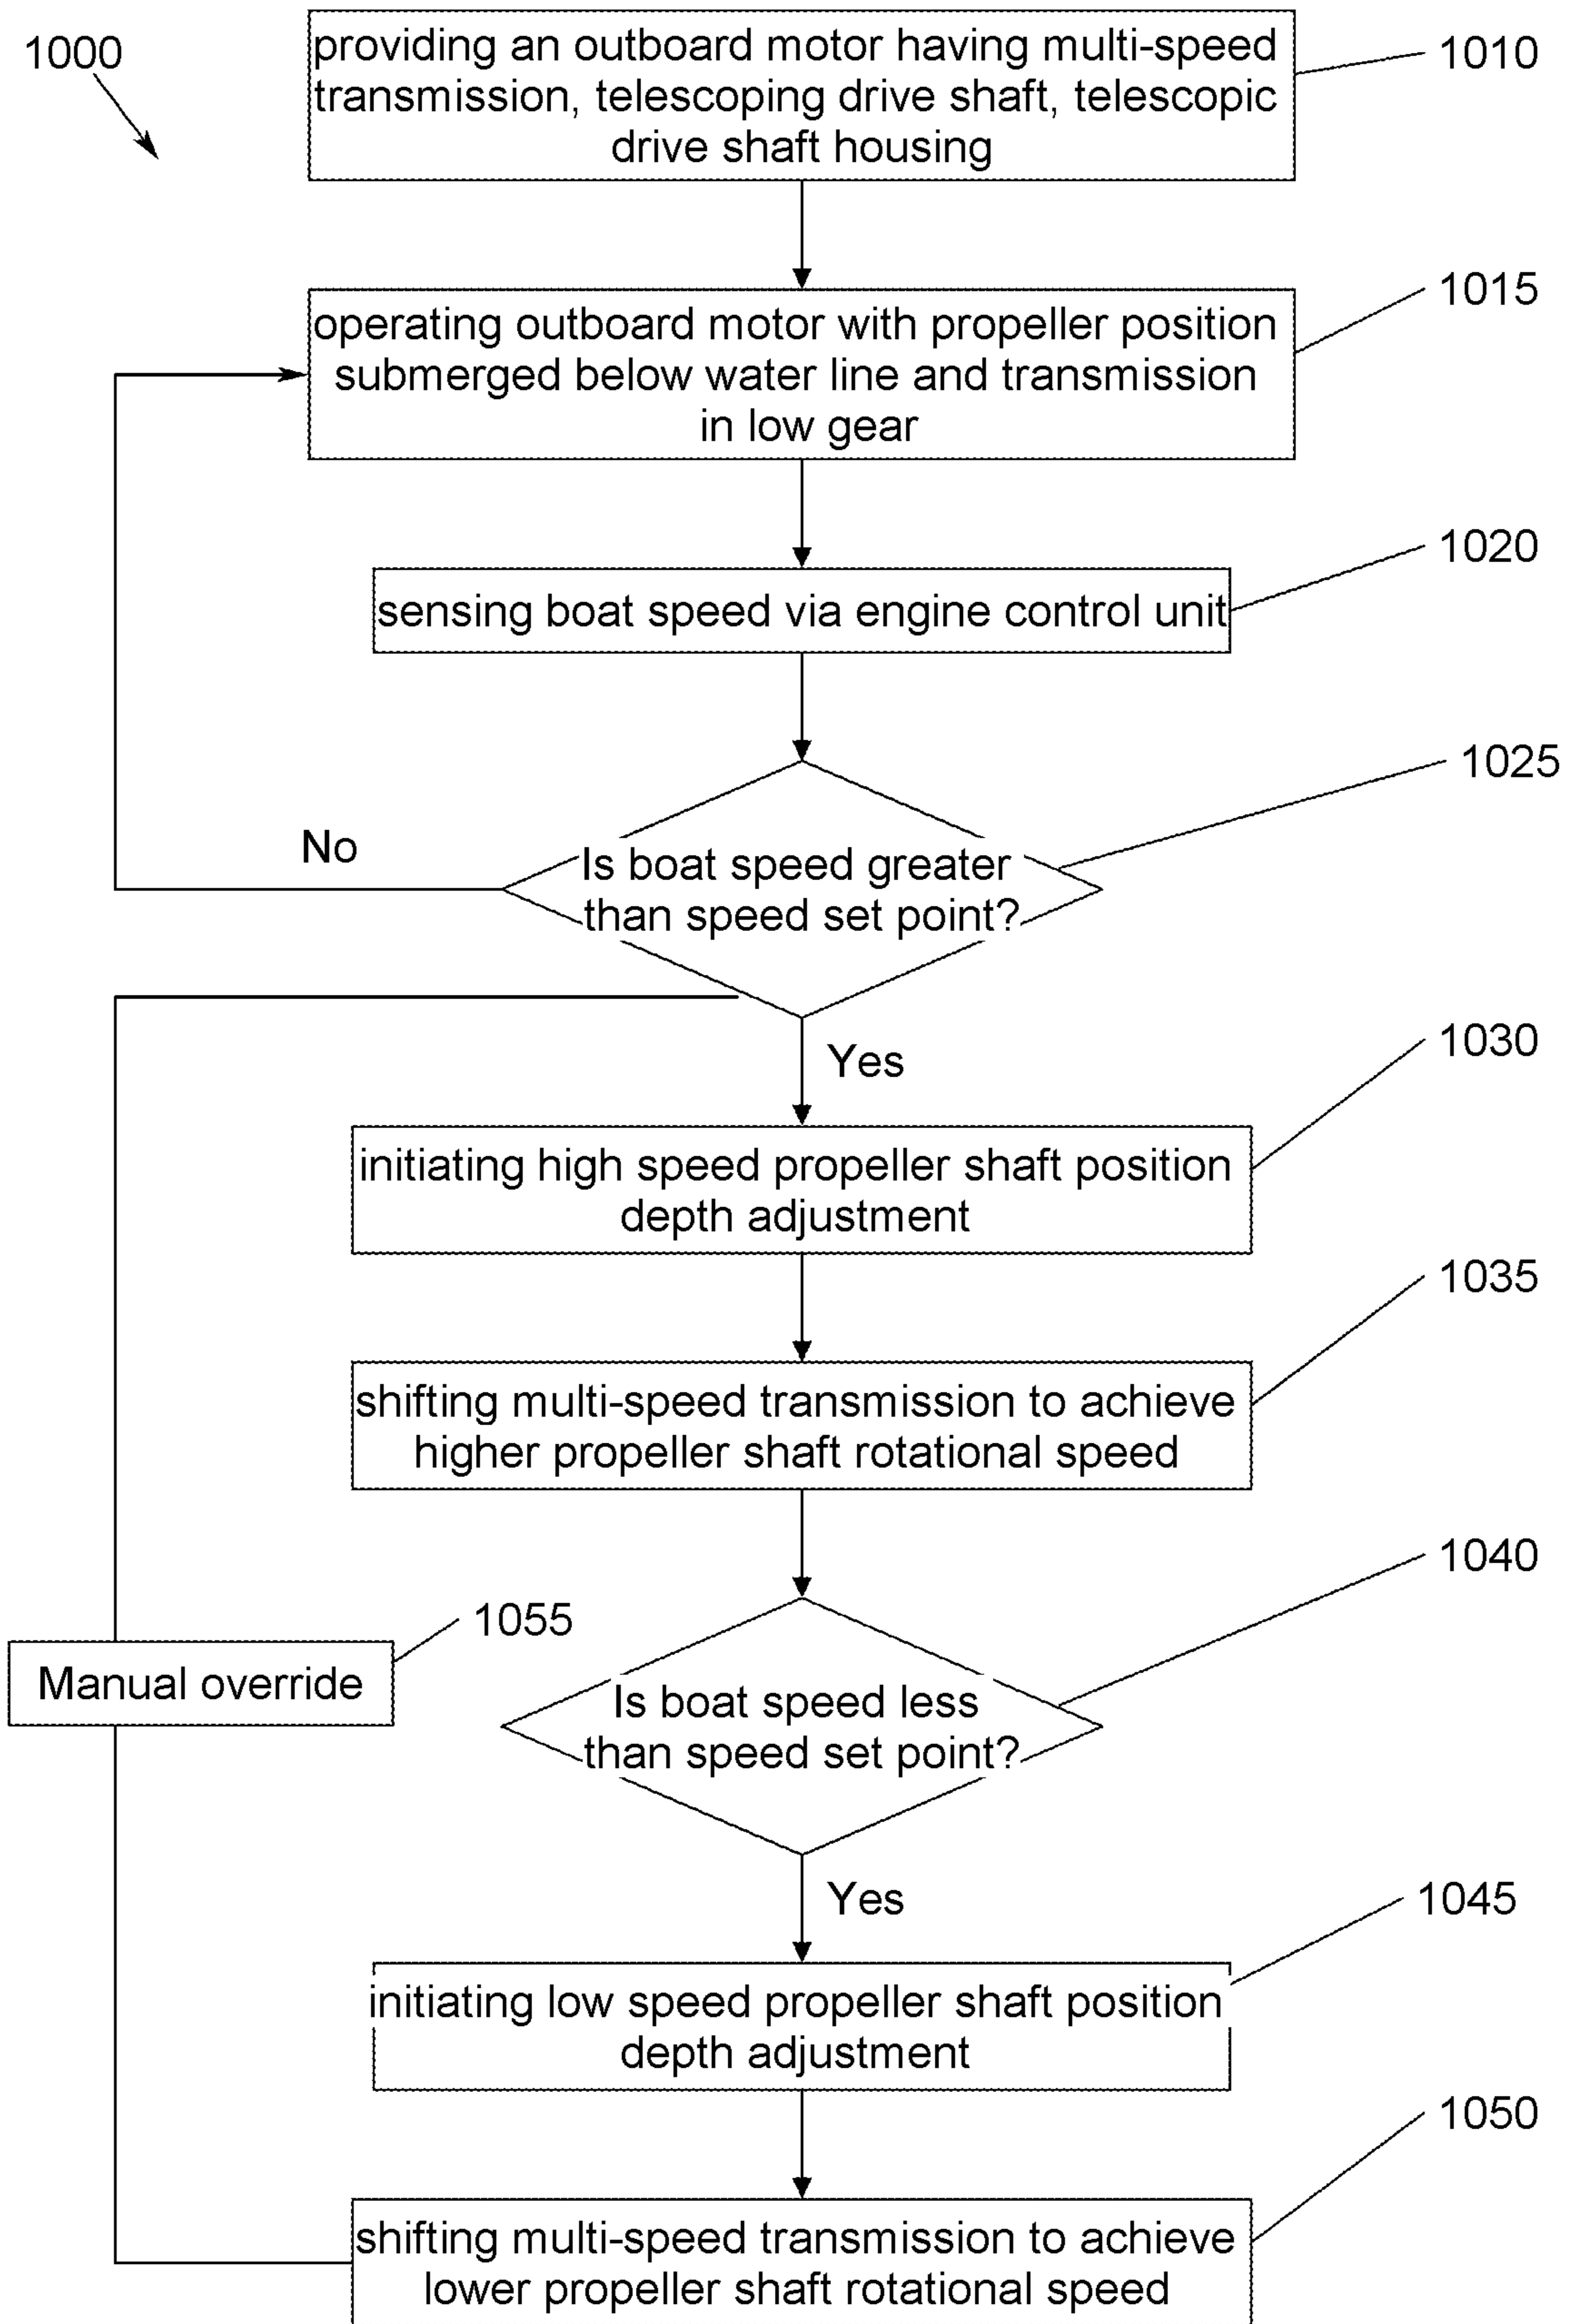 1000
providing an outboard motor having multi-speed
transmission, telescoping drive shaft, telescopic
drive shaft housing
1010
operating outboard motor with propeller position
submerged below water line and transmission
in low gear
1015
sensing boat speed via engine control unit
1020
Is boat speed greater
than speed set point?
1025
No
Yes
initiating high speed propeller shaft position
depth adjustment
1030
shifting multi-speed transmission to achieve
higher propeller shaft rotational speed
1035
Is boat speed less
than speed set point?
1040
Manual override
1055
Yes
initiating low speed propeller shaft position
depth adjustment
1045
shifting multi-speed transmission to achieve
lower propeller shaft rotational speed
1050